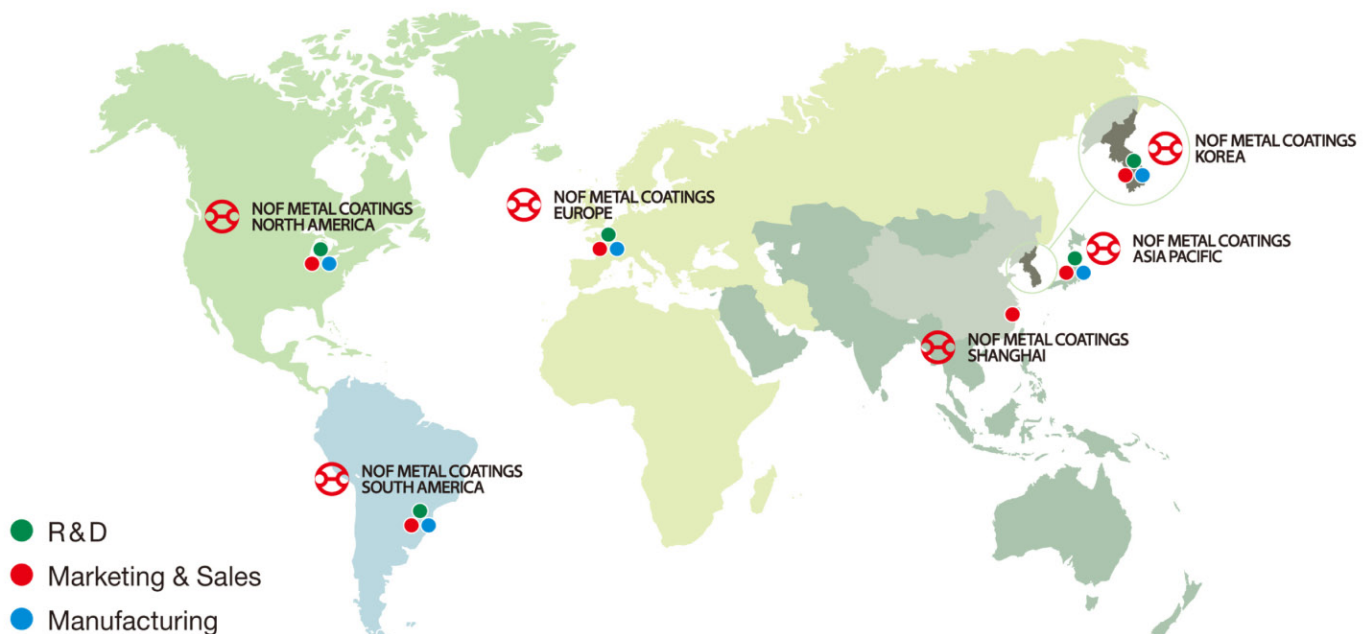 NOF METAL COATINGS
KOREA
NOF METAL COATINGS
EUROPE
NOF METAL COATINGS
NORTH AMERICA
NOF METAL COATINGS
ASIA PACIFIC
NOF METAL COATINGS
SHANGHAI
NOF METAL COATINGS
SOUTH AMERICA
R&D
Marketing & Sales
Manufacturing